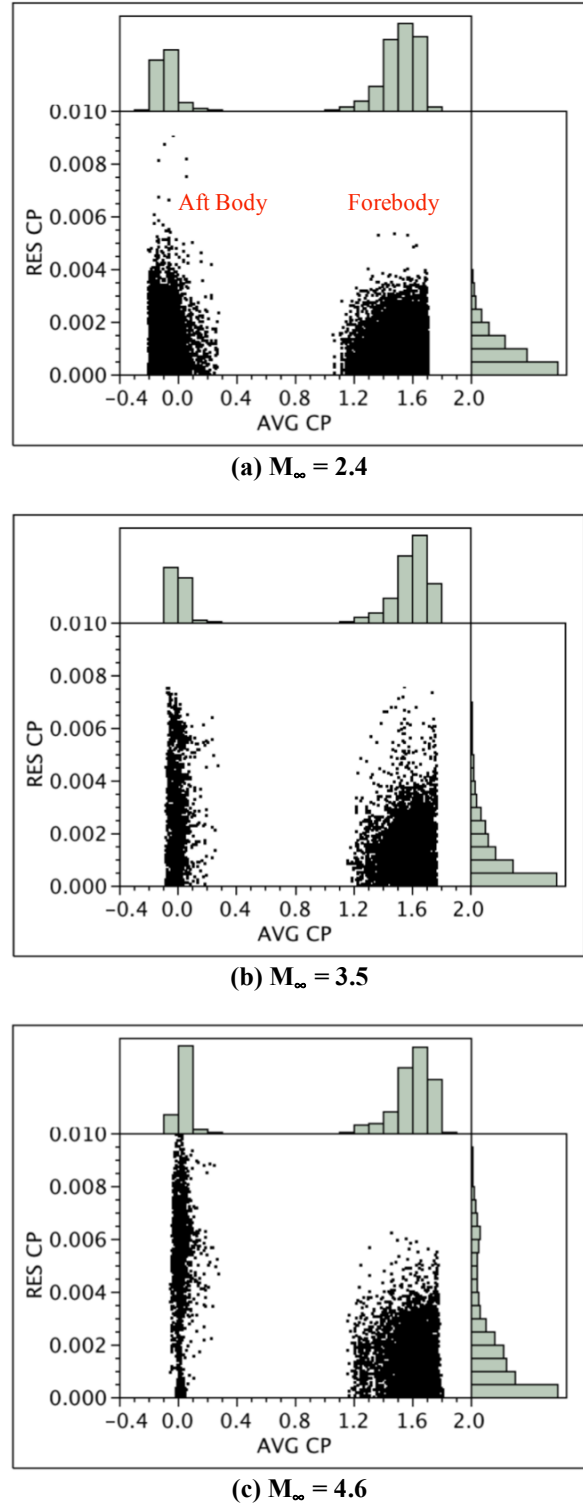 0.010
0.008
Aft Body Forebody
0.006
RES CP
0.004
0.002
0.000
−0.4 0.0 0.4 0.8 1.2 1.6 2.0
AVG CP
(a) M∞ = 2.4
0.010
0.008
0.006
RES CP
0.004
0.002
0.000
−0.4 0.0 0.4 0.8 1.2 1.6 2.0
AVG CP
(b) M∞ = 3.5
0.010
0.008
0.006
RES CP
0.004
0.002
0.000
−0.4 0.0 0.4 0.8 1.2 1.6 2.0
AVG CP
(c) M∞ = 4.6